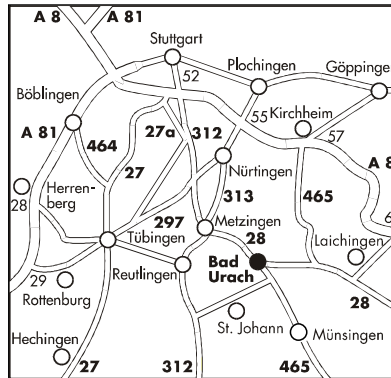 A 8
A 81
Stuttgart
52
Plochingen
Göppinge
Böblingen
55
Kirchheim
A 81
464
27a
312
57
27
Nürtingen
A 8
28
Herren-
berg
313
465
6
297
Metzingen
28
Laichingen
Tübingen
29
Reutlingen
Bad
Urach
Rottenburg
28
St. Johann
Münsingen
Hechingen
27
312
465